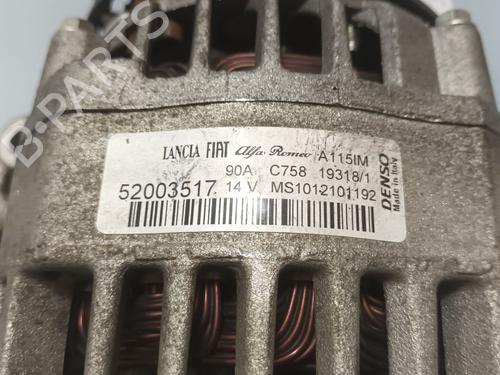 B-PARTS
LANCIA FIAT Alfa Romeo A115IM
90A C758 19318/1
52003517 14 V MS1012101192
DENSO
Made in Italy